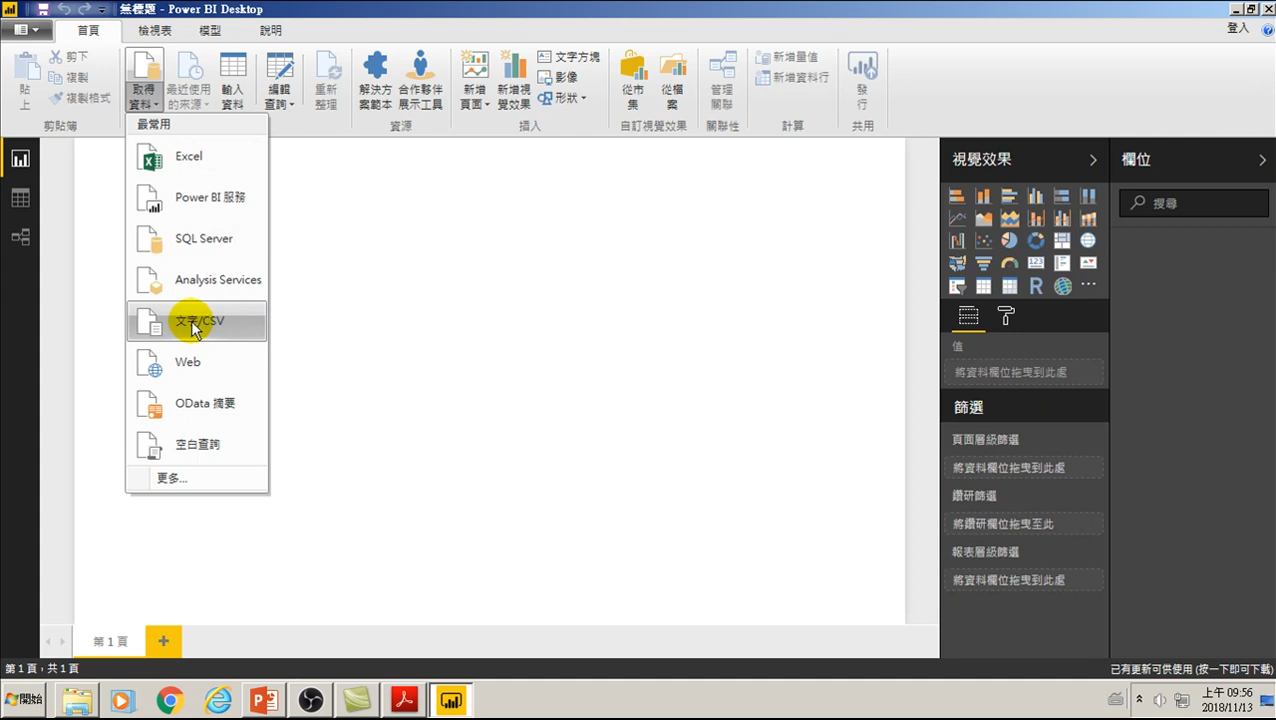 無標題 - Power BI Desktop
首頁
檢視表
模型
說明
登入
貼上
剪下
複製
複製格式
剪貼簿
取得資料
最近使用的來源
輸入資料
編輯查詢
重新整理
解決方案範本
合作夥伴展示工具
資源
新增頁面
新增視覺效果
文字方塊
影像
形狀
插入
從市集
從檔案
自訂視覺效果
管理關聯
關聯性
新增量值
新增資料行
計算
發行
共用
最常用
Excel
Power BI 服務
SQL Server
Analysis Services
文字/CSV
Web
OData 摘要
空白查詢
更多...
視覺效果
欄位
搜尋
123
R
值
將資料欄位拖曳到此處
篩選
頁面層級篩選
將資料欄位拖曳到此處
鑽研篩選
將鑽研欄位拖曳至此
報表層級篩選
將資料欄位拖曳到此處
第 1 頁
第 1 頁，共 1 頁
已有更新可供使用 (按一下即可下載)
開始
上午 09:56
2018/11/13